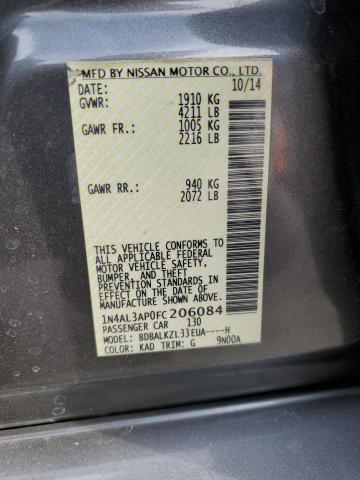 MFD BY NISSAN MOTOR CO., LTD.
DATE: 10/14
GVWR: 1910 KG
4211 LB
GAWR FR: 1005 KG
2216 LB
GAWR RR: 940 KG
2072 LB
THIS VEHICLE CONFORMS TO
ALL APPLICABLE FEDERAL
MOTOR VEHICLE SAFETY,
BUMPER, AND THEFT
PREVENTION STANDARDS IN
EFFECT ON THE DATE OF
MANUFACTURE SHOWN ABOVE.
1N4AL3AP0FC206084
PASSENGER CAR 130
MODEL: BDBALKZL33EUA----H
COLOR: KAD TRIM: G 9N00A